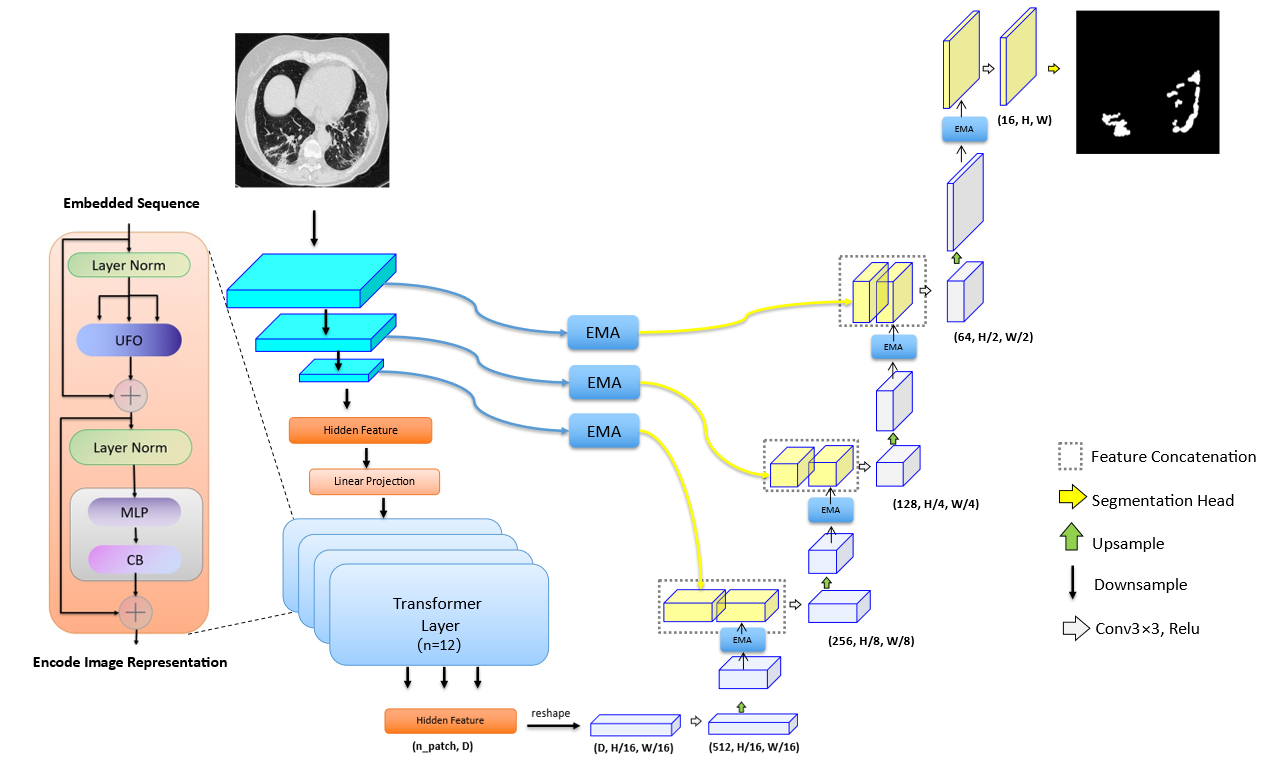 Embedded Sequence
Layer Norm
UFO
Layer Norm
MLP
CB
Encode Image Representation
Hidden Feature
Linear Projection
Transformer
Layer
(n=12)
Hidden Feature
(n_patch, D)
reshape
(D, H/16, W/16)
(512, H/16, W/16)
EMA
EMA
EMA
EMA
(256, H/8, W/8)
EMA
(128, H/4, W/4)
EMA
(64, H/2, W/2)
EMA
(16, H, W)
Feature Concatenation
Segmentation Head
Upsample
Downsample
Conv3×3, Relu